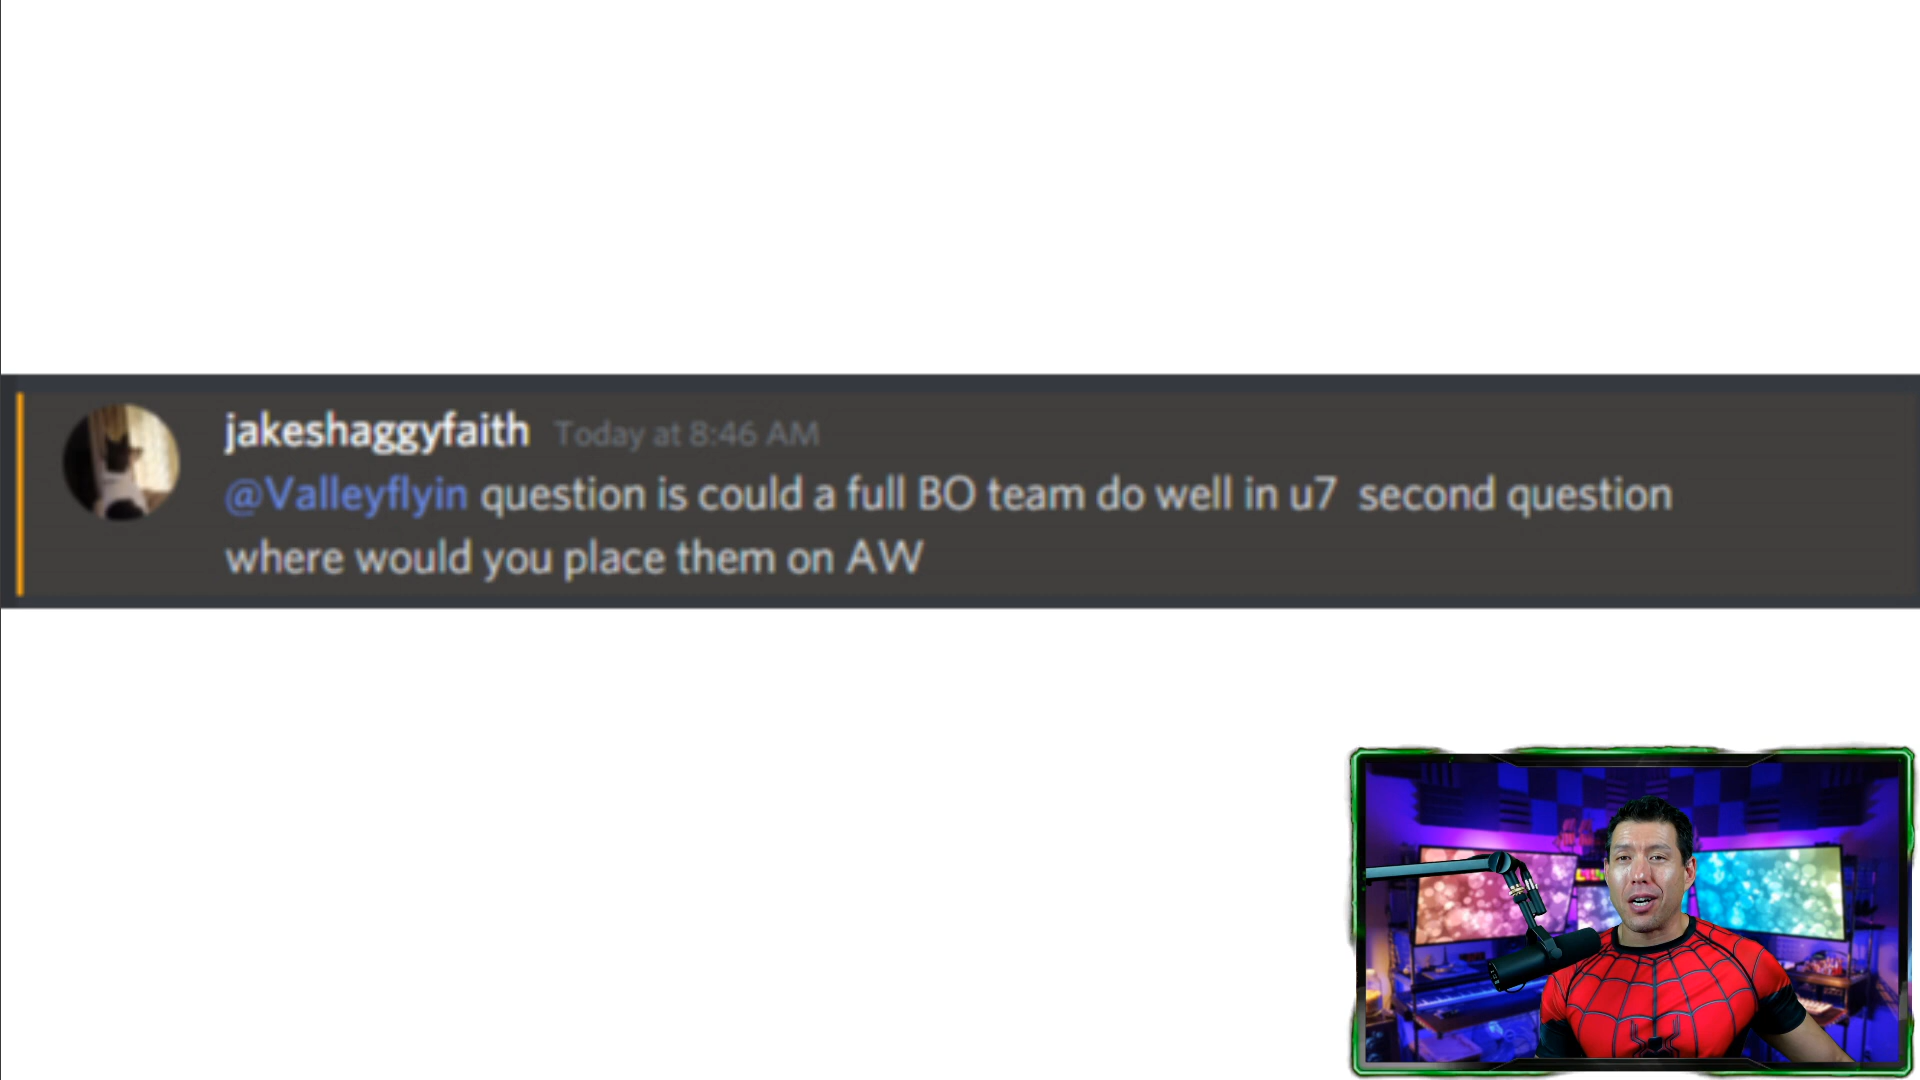 jakeshaggyfaith Today at 8:46 AM
@Valleyflyin question is could a full BO team do well in u7 second question
where would you place them on AW